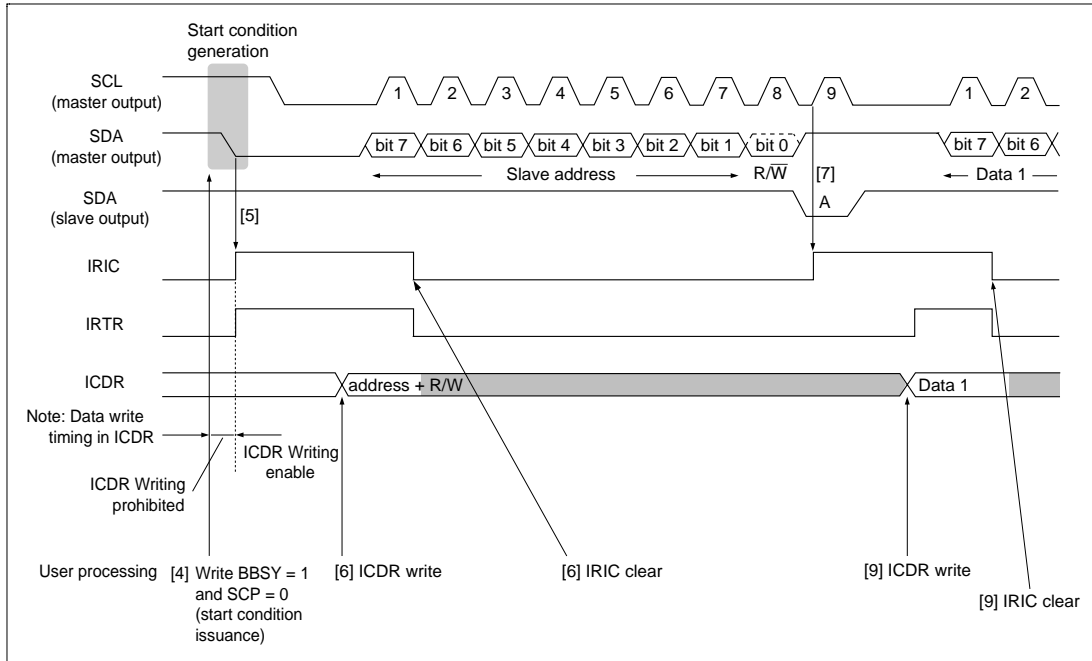 Start condition
generation
SCL
(master output)
1 2 3 4 5 6 7 8 9 1 2
SDA
(master output)
bit 7 bit 6 bit 5 bit 4 bit 3 bit 2 bit 1 bit 0 bit 7 bit 6
Slave address R/W̅ [7] Data 1
SDA
(slave output)
[5]
A
IRIC
IRTR
ICDR
address + R/W
Data 1
Note: Data write
timing in ICDR
ICDR Writing
enable
ICDR Writing
prohibited
User processing
[4] Write BBSY = 1
and SCP = 0
(start condition
issuance)
[6] ICDR write
[6] IRIC clear
[9] ICDR write
[9] IRIC clear